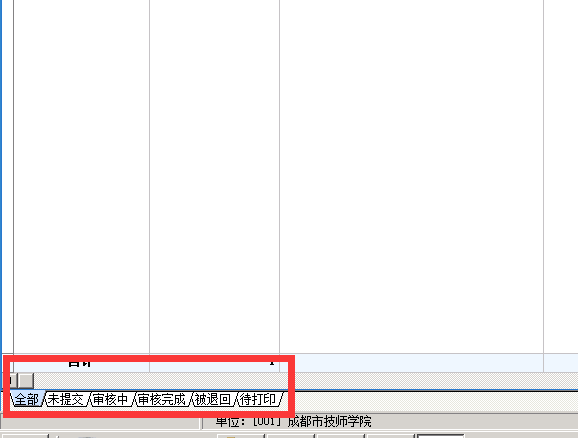 全部 未提交 审核中 审核完成 被退回 待打印
单位: [001] 成都市技师学院